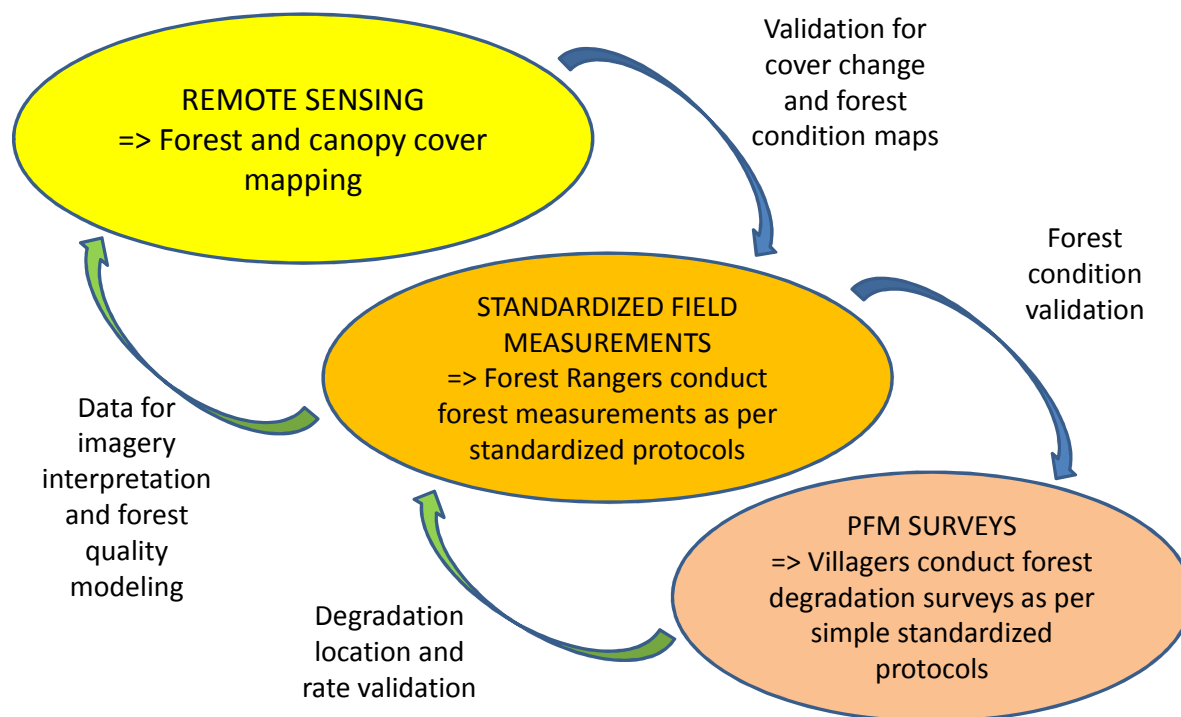 REMOTE SENSING
=> Forest and canopy cover
mapping
Validation for
cover change
and forest
condition maps
STANDARDIZED FIELD
MEASUREMENTS
=> Forest Rangers conduct
forest measurements as per
standardized protocols
Forest
condition
validation
Data for
imagery
interpretation
and forest
quality
modeling
PFM SURVEYS
=> Villagers conduct forest
degradation surveys as per
simple standardized
protocols
Degradation
location and
rate validation